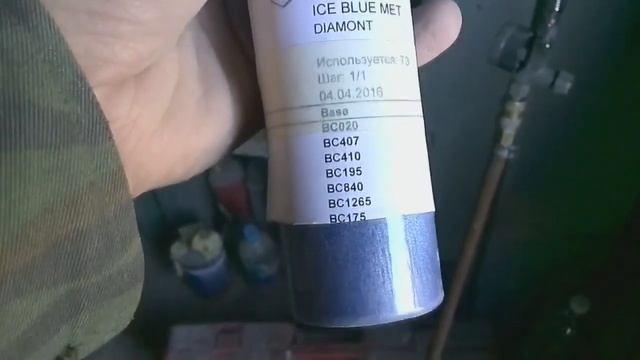 ICE BLUE MET
DIAMONT
Используется: ТЗ
Шаг: 1/1
04.04.2016
Base
BC020
BC407
BC410
BC195
BC840
BC1265
BC175